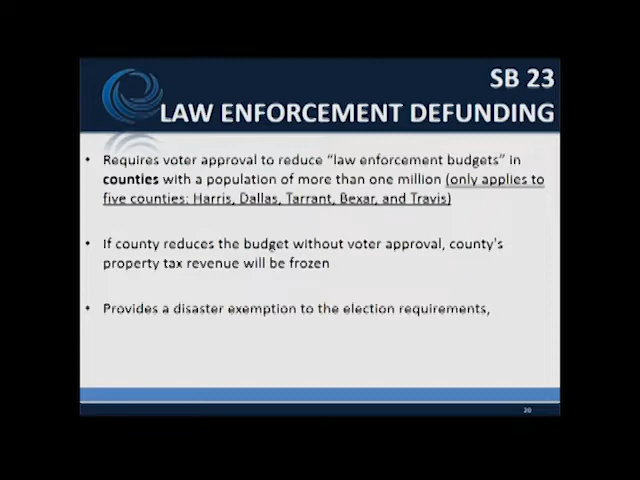 SB 23
LAW ENFORCEMENT DEFUNDING
• Requires voter approval to reduce "law enforcement budgets" in
counties with a population of more than one million (only applies to
five counties: Harris, Dallas, Tarrant, Bexar, and Travis)
• If county reduces the budget without voter approval, county's
property tax revenue will be frozen
• Provides a disaster exemption to the election requirements,
20